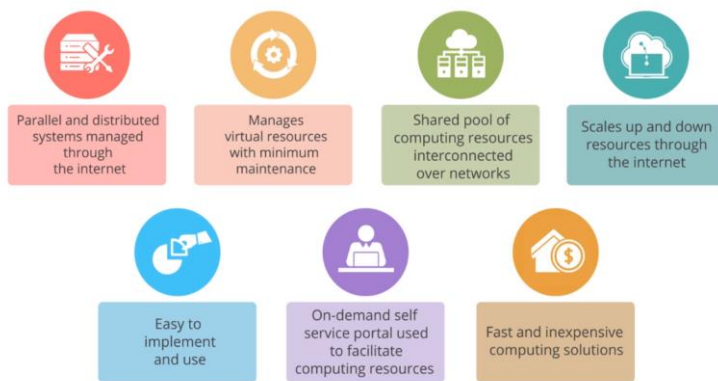 Parallel and distributed
systems managed
through
the internet
Manages
virtual resources
with minimum
maintenance
Shared pool of
computing resources
interconnected
over networks
Scales up and down
resources through
the internet
Easy to
implement
and use
On-demand self
service portal used
to facilitate
computing resources
Fast and inexpensive
computing solutions
$